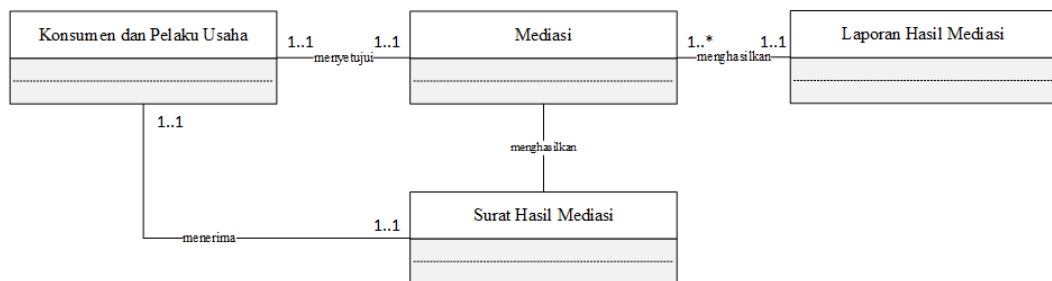 Konsumen dan Pelaku Usaha
1..1
menyetujui
1..1
Mediasi
1..*
menghasilkan
1..1
Laporan Hasil Mediasi
1..1
menghasilkan
menerima
1..1
Surat Hasil Mediasi